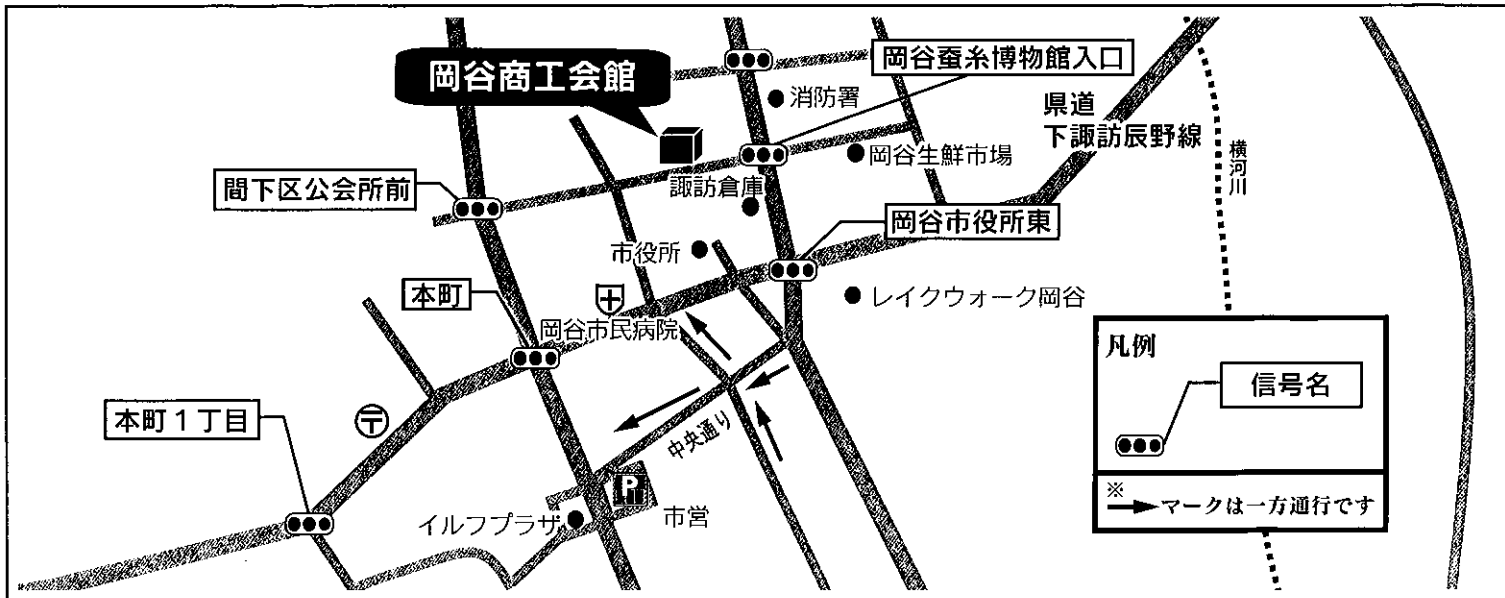 岡谷商工会館
岡谷蚕糸博物館入口
消防署
県道
下諏訪辰野線
岡谷生鮮市場
横河川
諏訪倉庫
間下区公会所前
岡谷市役所東
市役所
本町
レイクウォーク岡谷
岡谷市民病院
凡例
信号名
本町1丁目
〒
中央通り
P
市営
イルフプラザ
※
マークは一方通行です